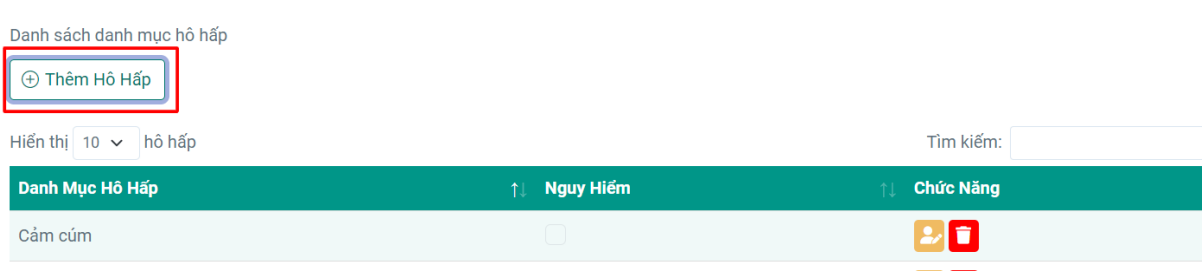 Danh sách danh mục hô hấp
Thêm Hô Hấp
Hiển thị 10 hô hấp
Tìm kiếm:
Danh Mục Hô Hấp Nguy Hiểm Chức Năng
Cảm cúm